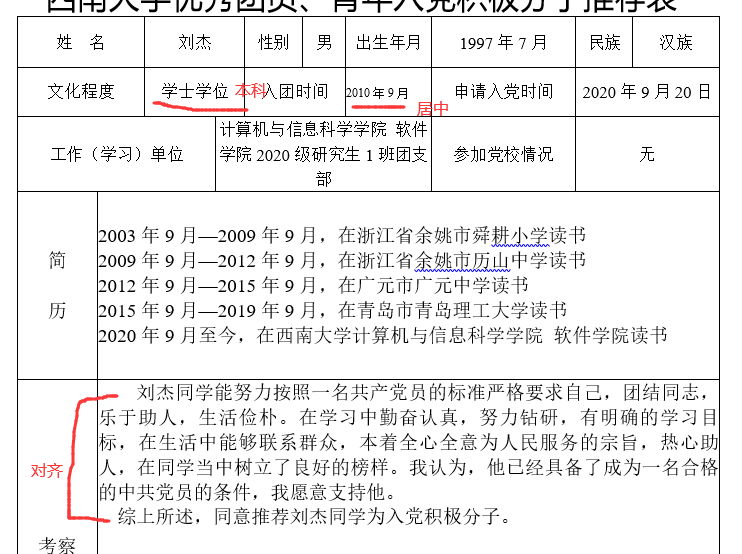 西南大学优秀团员、青年入党积极分子推荐表
姓 名 刘杰 性别 男 出生年月 1997 年 7 月 民族 汉族
文化程度 学士学位 本科 入团时间 2010 年 9 月 居中 申请入党时间 2020 年 9 月 20 日
工作（学习）单位 计算机与信息科学学院 软件
学院 2020 级研究生 1 班团支
部
参加党校情况 无
简
历
2003 年 9 月—2009 年 9 月，在浙江省余姚市舜耕小学读书
2009 年 9 月—2012 年 9 月，在浙江省余姚市历山中学读书
2012 年 9 月—2015 年 9 月，在广元市广元中学读书
2015 年 9 月—2019 年 9 月，在青岛市青岛理工大学读书
2020 年 9 月至今，在西南大学计算机与信息科学学院 软件学院读书
刘杰同学能努力按照一名共产党员的标准严格要求自己，团结同志，
乐于助人，生活俭朴。在学习中勤奋认真，努力钻研，有明确的学习目
标，在生活中能够联系群众，本着全心全意为人民服务的宗旨，热心助
人，在同学当中树立了良好的榜样。我认为，他已经具备了成为一名合格
的中共党员的条件，我愿意支持他。
综上所述，同意推荐刘杰同学为入党积极分子。
对齐
考察